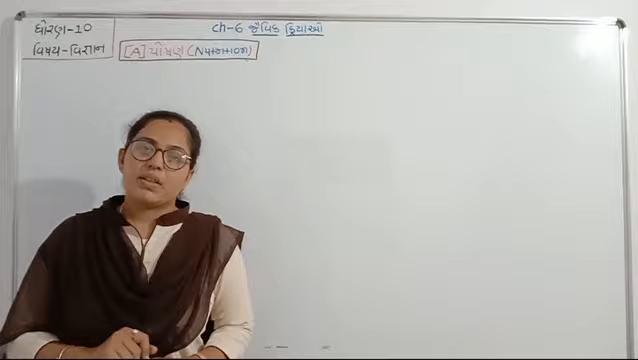 ધોરણ-10
વિષય-વિજ્ઞાન
Ch-6 જૈવિક ક્રિયાઓ
[A] પોષણ (Nutrition)